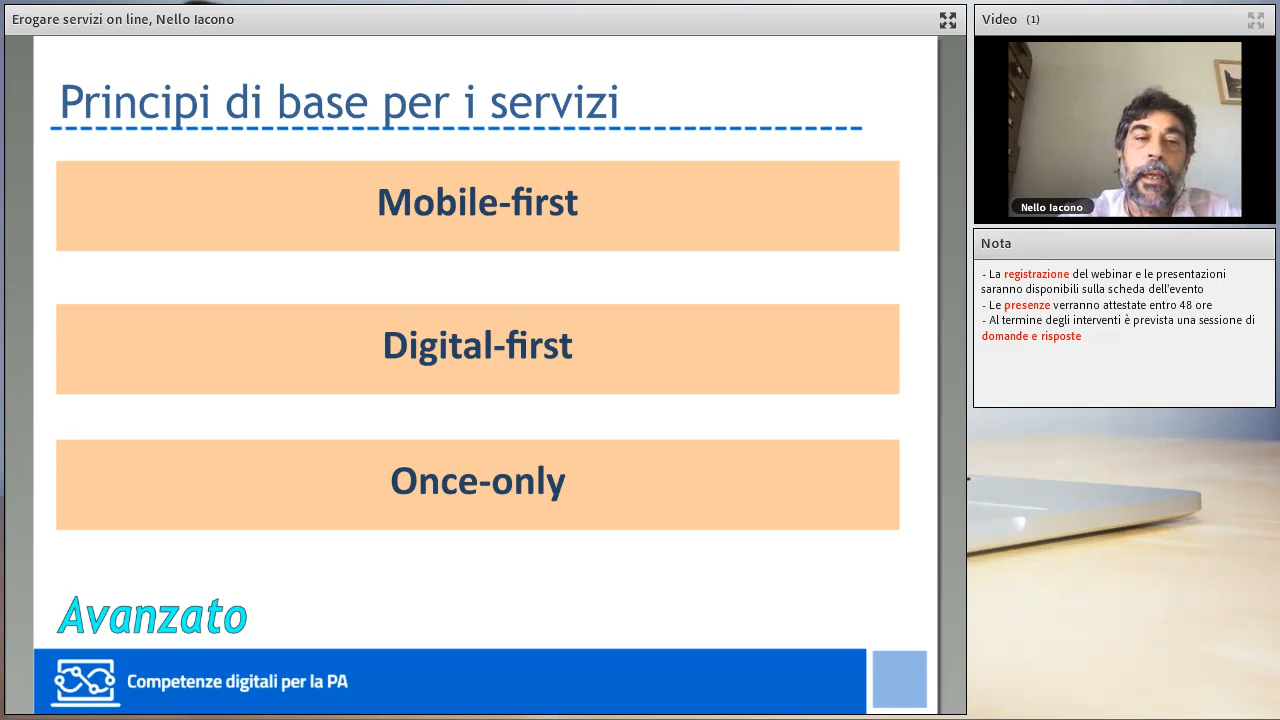 Erogare servizi on line, Nello Iacono
Principi di base per i servizi
Mobile-first
Digital-first
Once-only
Avanzato
Competenze digitali per la PA
Video (1)
Nello Iacono
Nota
- La registrazione del webinar e le presentazioni
saranno disponibili sulla scheda dell'evento
- Le presenze verranno attestate entro 48 ore
- Al termine degli interventi è prevista una sessione di
domande e risposte